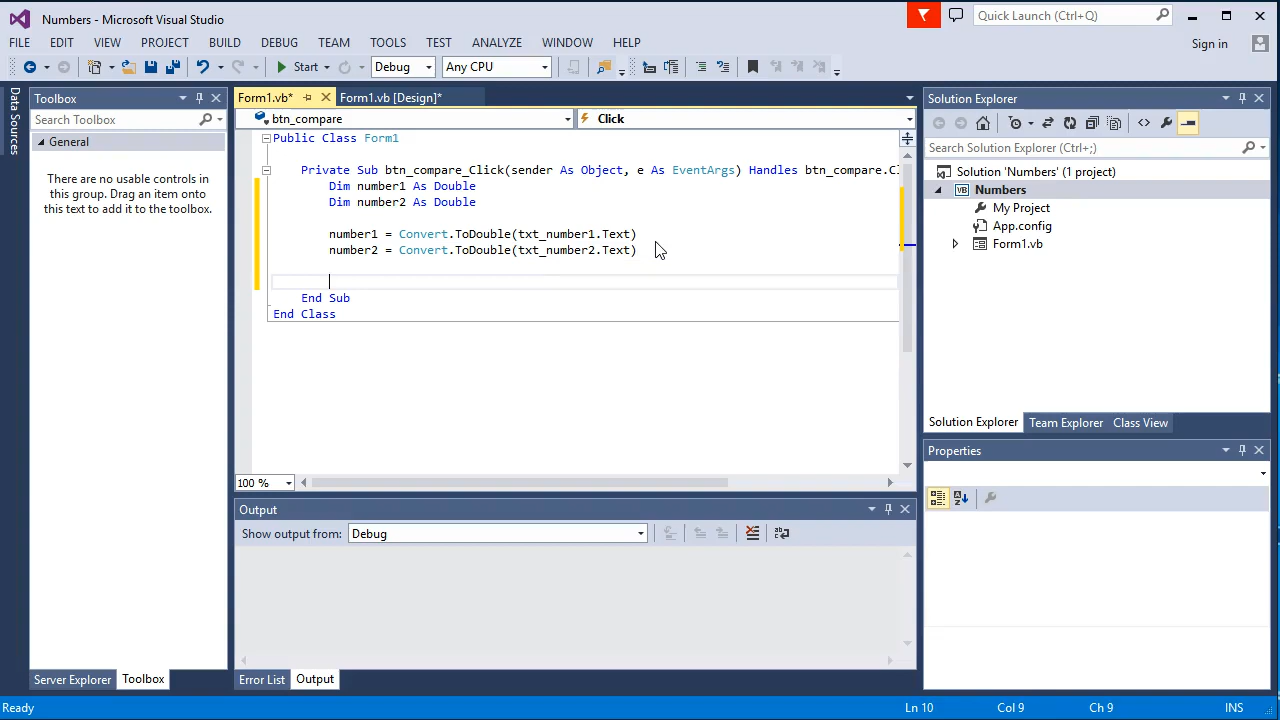 Numbers - Microsoft Visual Studio
Quick Launch (Ctrl+Q)
FILE EDIT VIEW PROJECT BUILD DEBUG TEAM TOOLS TEST ANALYZE WINDOW HELP
Sign in
Start Debug Any CPU
Data Sources
Toolbox
Search Toolbox
General
There are no usable controls in
this group. Drag an item onto
this text to add it to the toolbox.
Server Explorer Toolbox
Form1.vb* Form1.vb [Design]*
btn_compare Click
Public Class Form1
Private Sub btn_compare_Click(sender As Object, e As EventArgs) Handles btn_compare.Cl
Dim number1 As Double
Dim number2 As Double
number1 = Convert.ToDouble(txt_number1.Text)
number2 = Convert.ToDouble(txt_number2.Text)
End Sub
End Class
100 %
Output
Show output from: Debug
Error List Output
Solution Explorer
Search Solution Explorer (Ctrl+;)
Solution 'Numbers' (1 project)
VB Numbers
My Project
App.config
Form1.vb
Solution Explorer Team Explorer Class View
Properties
Ready Ln 10 Col 9 Ch 9 INS